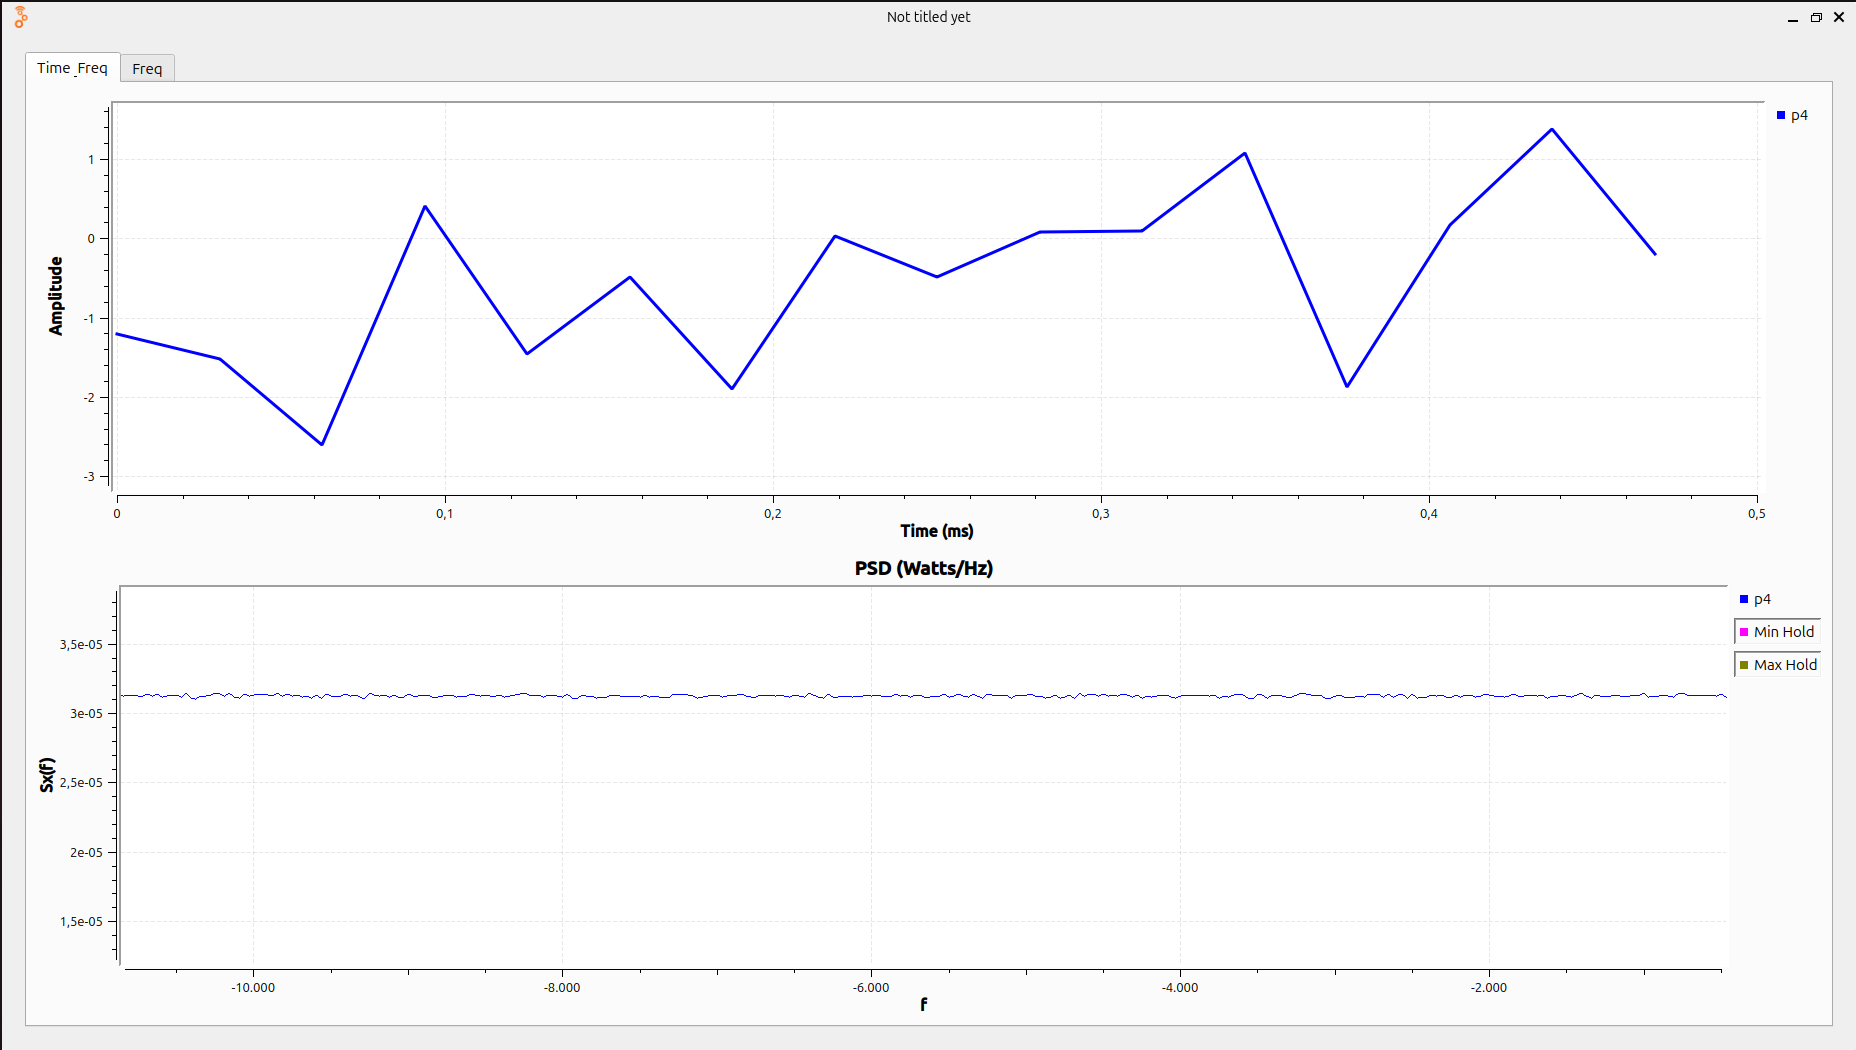 Not titled yet
Time_Freq
Freq
p4
Amplitude
1
0
-1
-2
-3
0
0,1
0,2
0,3
0,4
0,5
Time (ms)
PSD (Watts/Hz)
p4
Min Hold
Max Hold
Sx(f)
3,5e-05
3e-05
2,5e-05
2e-05
1,5e-05
-10.000
-8.000
-6.000
-4.000
-2.000
f